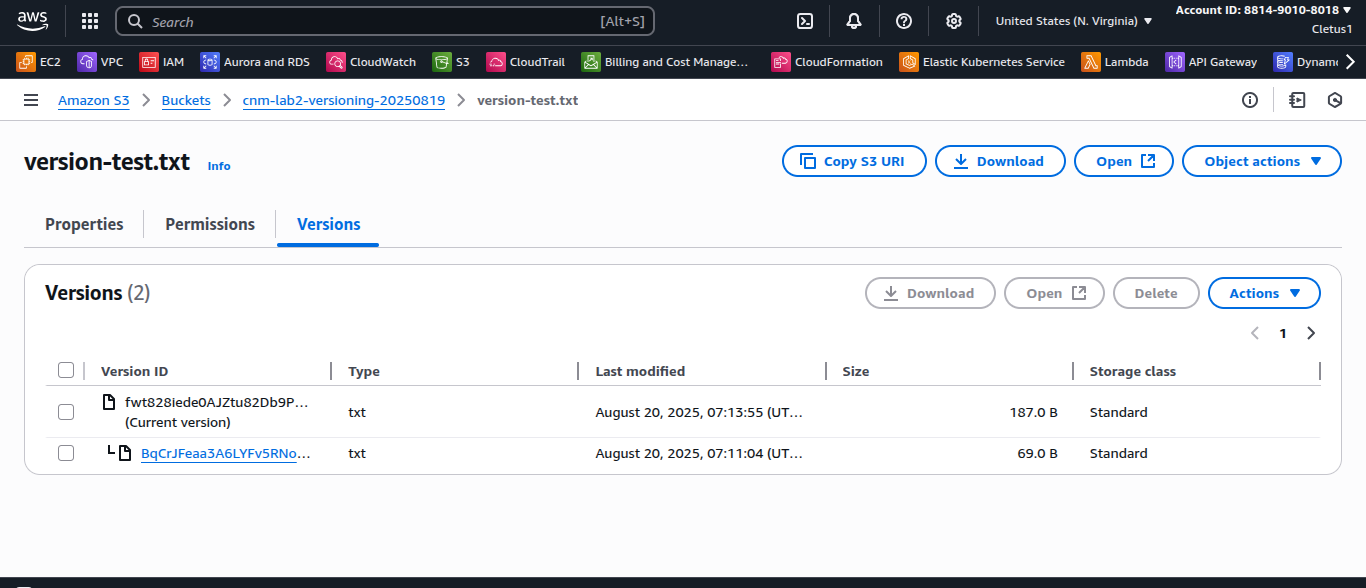 aws
Search [Alt+S]
United States (N. Virginia)
Account ID: 8814-9010-8018
Cletus1
EC2 VPC IAM Aurora and RDS CloudWatch S3 CloudTrail Billing and Cost Manage... CloudFormation Elastic Kubernetes Service Lambda API Gateway Dynamo
Amazon S3 > Buckets > cnm-lab2-versioning-20250819 > version-test.txt
version-test.txt Info
Copy S3 URI Download Open Object actions
Properties Permissions Versions
Versions (2)
Download Open Delete Actions
1
Version ID Type Last modified Size Storage class
fwt828iede0AJZtu82Db9P... txt August 20, 2025, 07:13:55 (UT... 187.0 B Standard
(Current version)
BqCrJFeaa3A6LYFv5RNo... txt August 20, 2025, 07:11:04 (UT... 69.0 B Standard